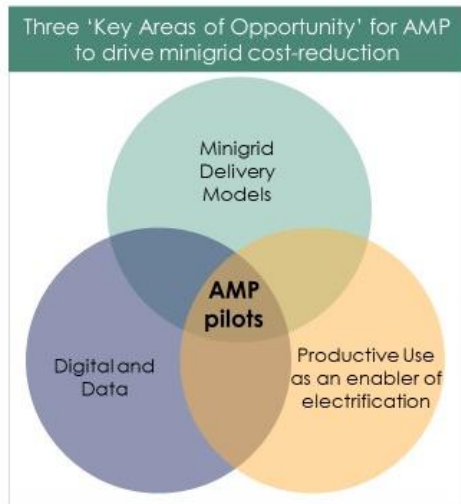 Three ‘Key Areas of Opportunity’ for AMP
to drive minigrid cost-reduction
Minigrid
Delivery
Models
AMP
pilots
Digital and
Data
Productive Use
as an enabler of
electrification